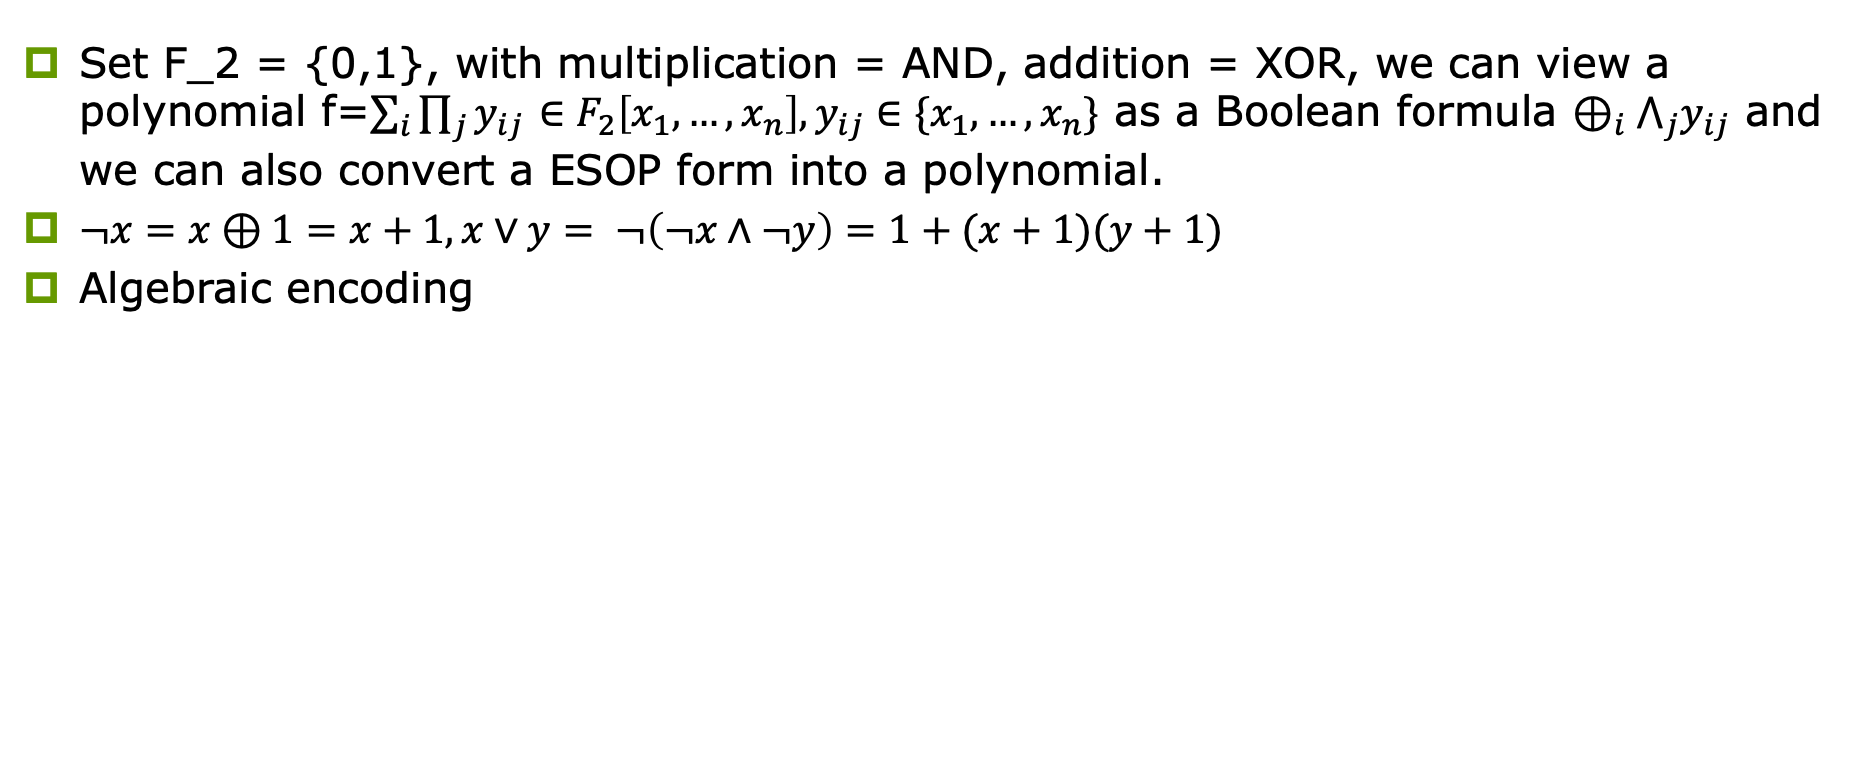 Set F_2 = {0,1}, with multiplication = AND, addition = XOR, we can view a
polynomial f=∑ᵢ ∏ⱼ 𝑦ᵢⱼ ∈ 𝐹₂[𝑥₁, … , 𝑥ₙ], 𝑦ᵢⱼ ∈ {𝑥₁, … , 𝑥ₙ} as a Boolean formula ⨁ᵢ ∧ⱼ𝑦ᵢⱼ and
we can also convert a ESOP form into a polynomial.
¬𝑥 = 𝑥 ⨁ 1 = 𝑥 + 1, 𝑥 ∨ 𝑦 = ¬(¬𝑥 ∧ ¬𝑦) = 1 + (𝑥 + 1)(𝑦 + 1)
Algebraic encoding